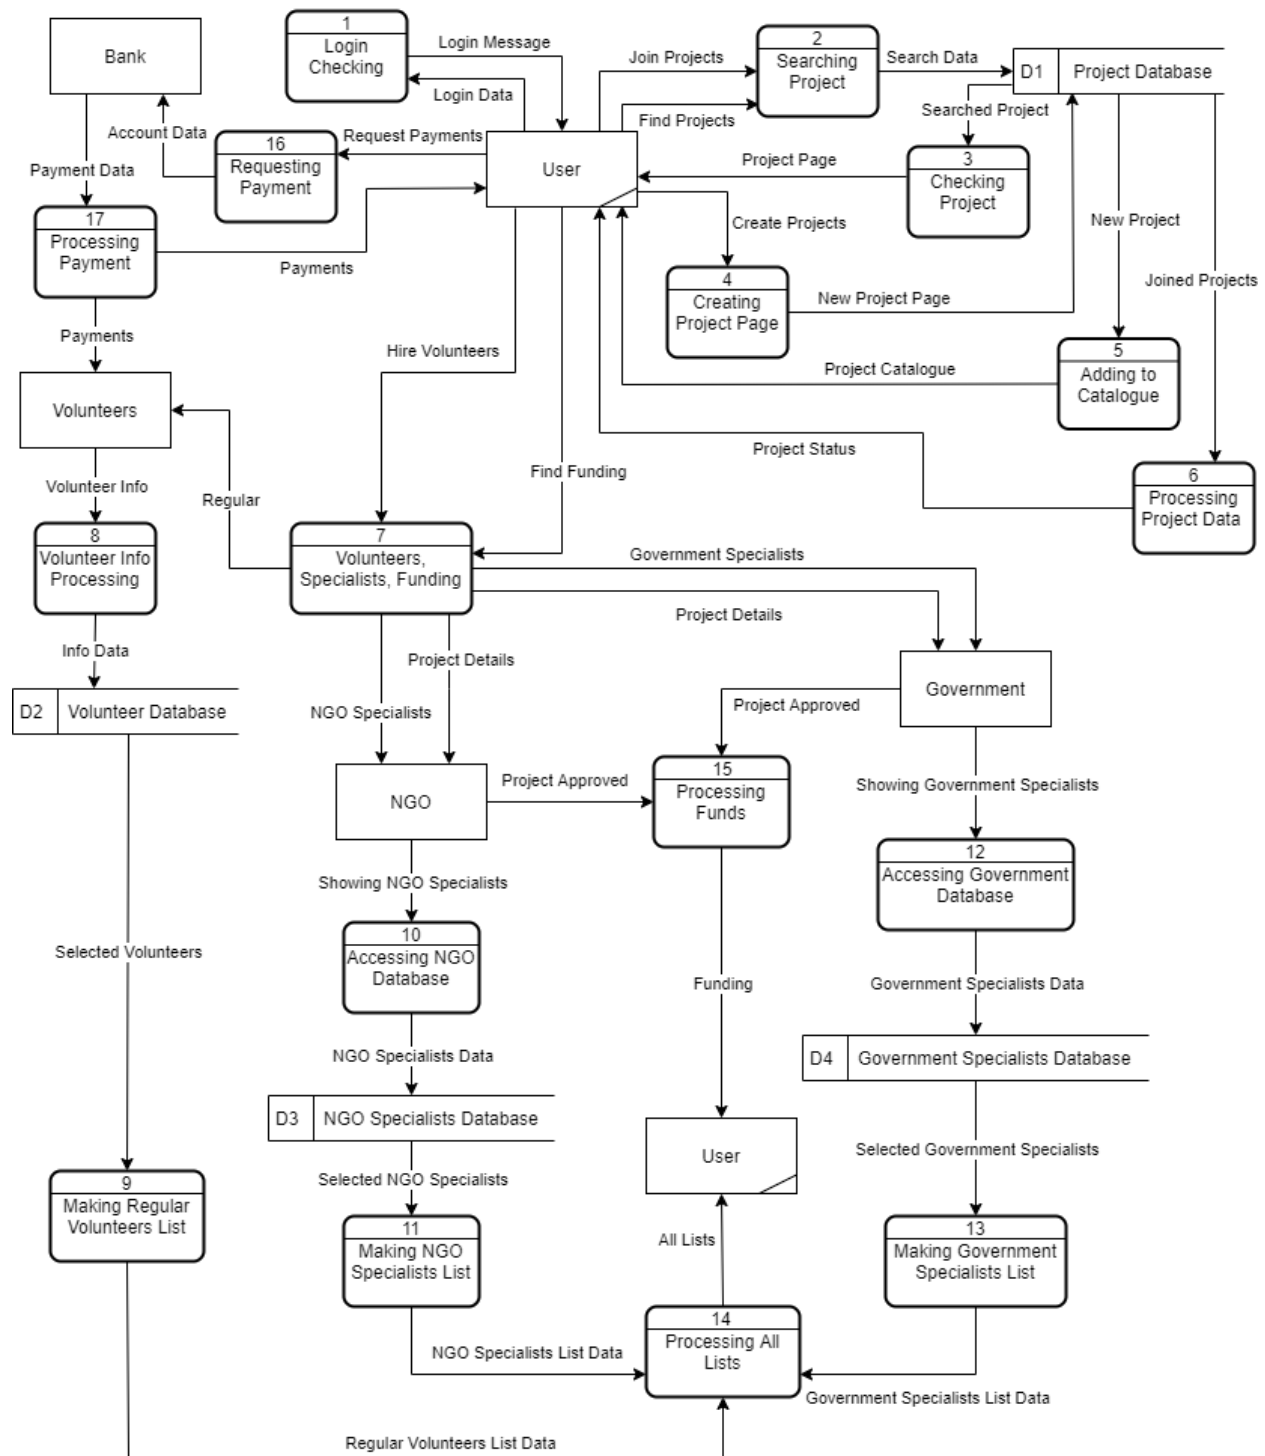 Bank
1
Login
Checking
Login Message
Login Data
Join Projects
Find Projects
2
Searching
Project
Search Data
D1
Project Database
Searched Project
Account Data
16
Requesting
Payment
Request Payments
User
Project Page
3
Checking
Project
Payment Data
17
Processing
Payment
Payments
Create Projects
New Project
4
Creating
Project Page
New Project Page
Joined Projects
Payments
Hire Volunteers
Project Catalogue
5
Adding to
Catalogue
Volunteers
Project Status
6
Processing
Project Data
Volunteer Info
Regular
Find Funding
8
Volunteer Info
Processing
7
Volunteers,
Specialists, Funding
Government Specialists
Project Details
Info Data
Project Details
D2
Volunteer Database
NGO Specialists
Government
Project Approved
NGO
Project Approved
15
Processing
Funds
Showing Government Specialists
12
Accessing Government
Database
Showing NGO Specialists
10
Accessing NGO
Database
Selected Volunteers
Funding
Government Specialists Data
NGO Specialists Data
D4
Government Specialists Database
D3
NGO Specialists Database
User
Selected Government Specialists
Selected NGO Specialists
9
Making Regular
Volunteers List
11
Making NGO
Specialists List
All Lists
13
Making Government
Specialists List
14
Processing All
Lists
NGO Specialists List Data
Government Specialists List Data
Regular Volunteers List Data